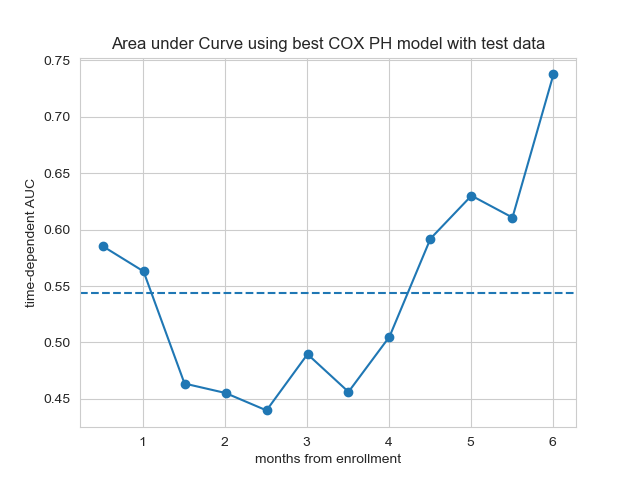 Area under Curve using best COX PH model with test data
time-dependent AUC
0.75
0.70
0.65
0.60
0.55
0.50
0.45
1 2 3 4 5 6
months from enrollment